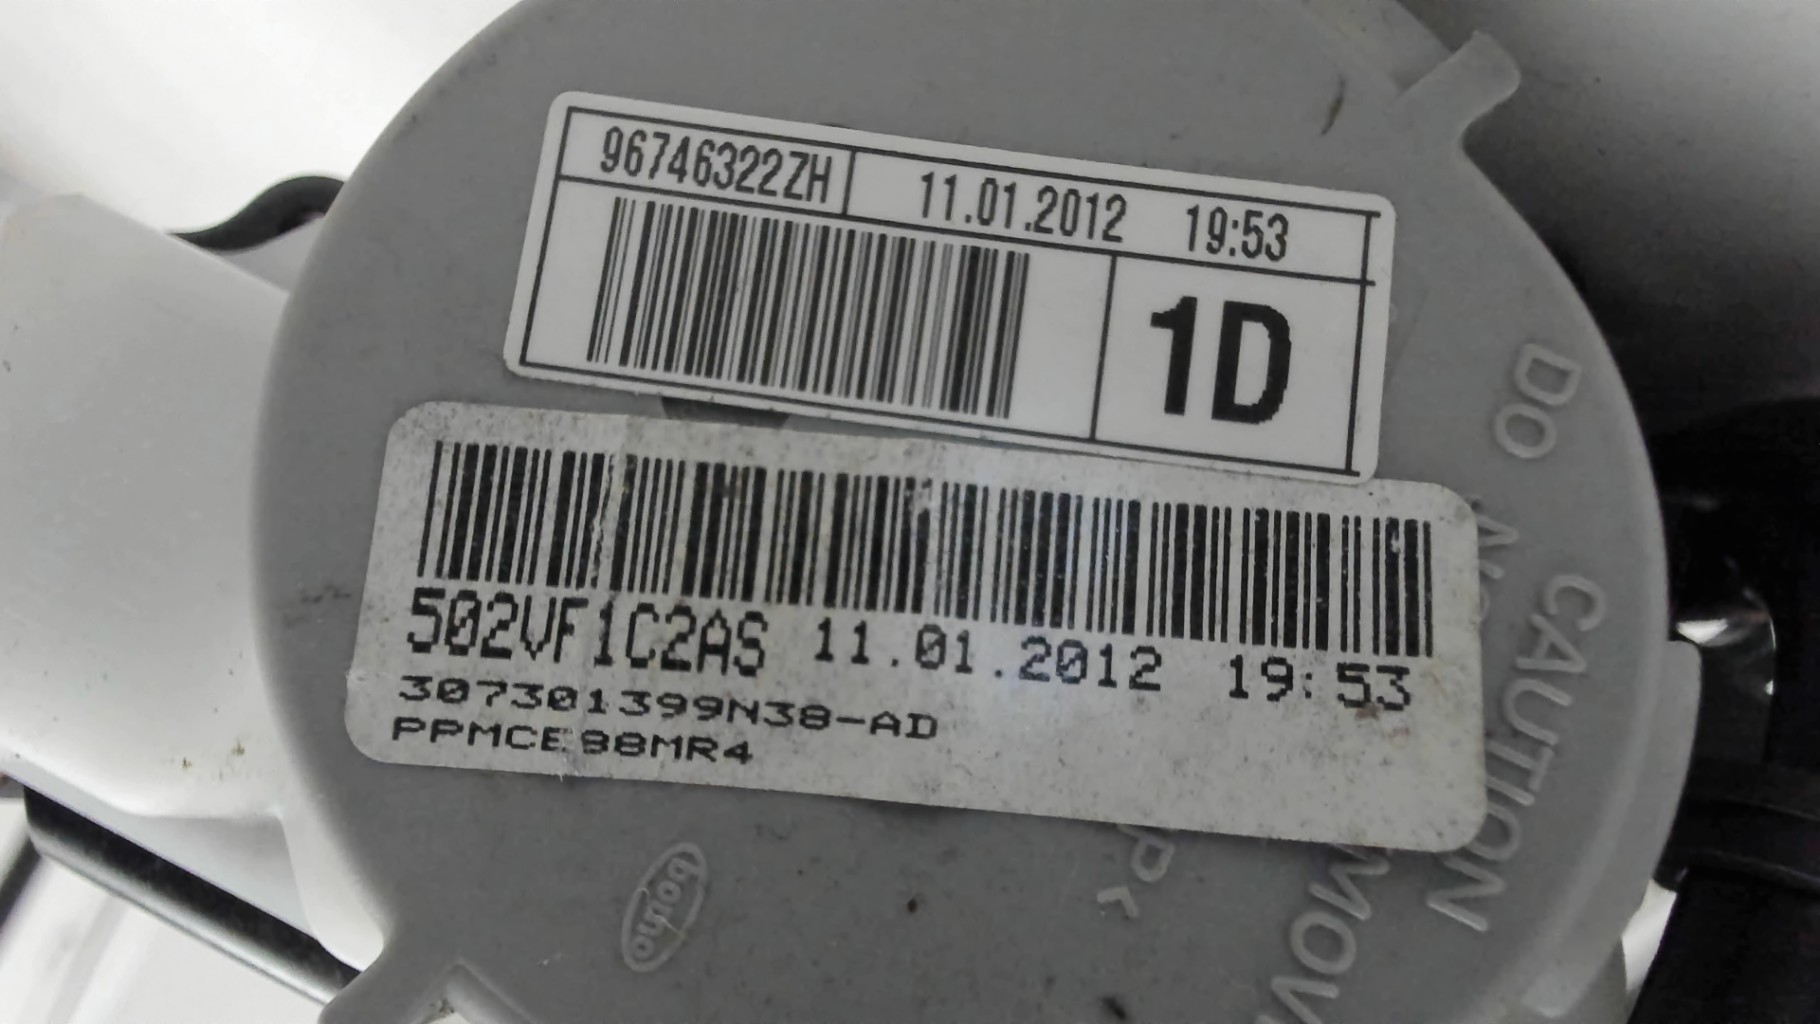 96746322ZH 11.01.2012 19:53
1D
502VF1C2AS 11.01.2012 19:53
307301399N38-AD
PPMCE88MR4
DO
CAUTION